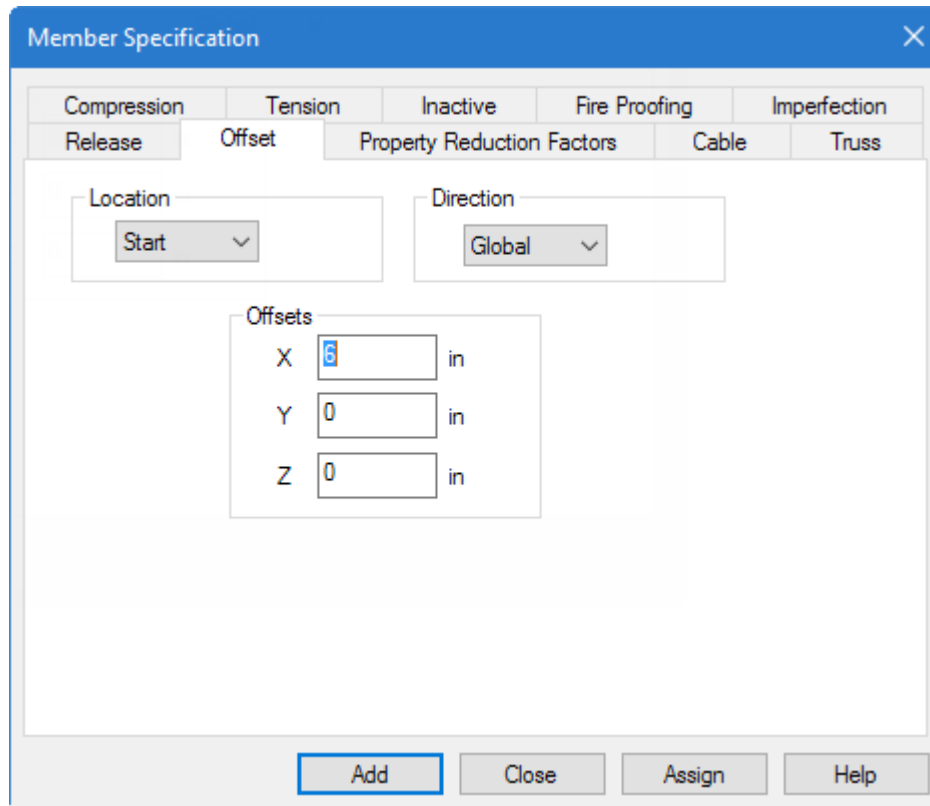 Member Specification
Compression Tension Inactive Fire Proofing Imperfection
Release Offset Property Reduction Factors Cable Truss
Location Direction
Start Global
Offsets
X 6 in
Y 0 in
Z 0 in
Add Close Assign Help